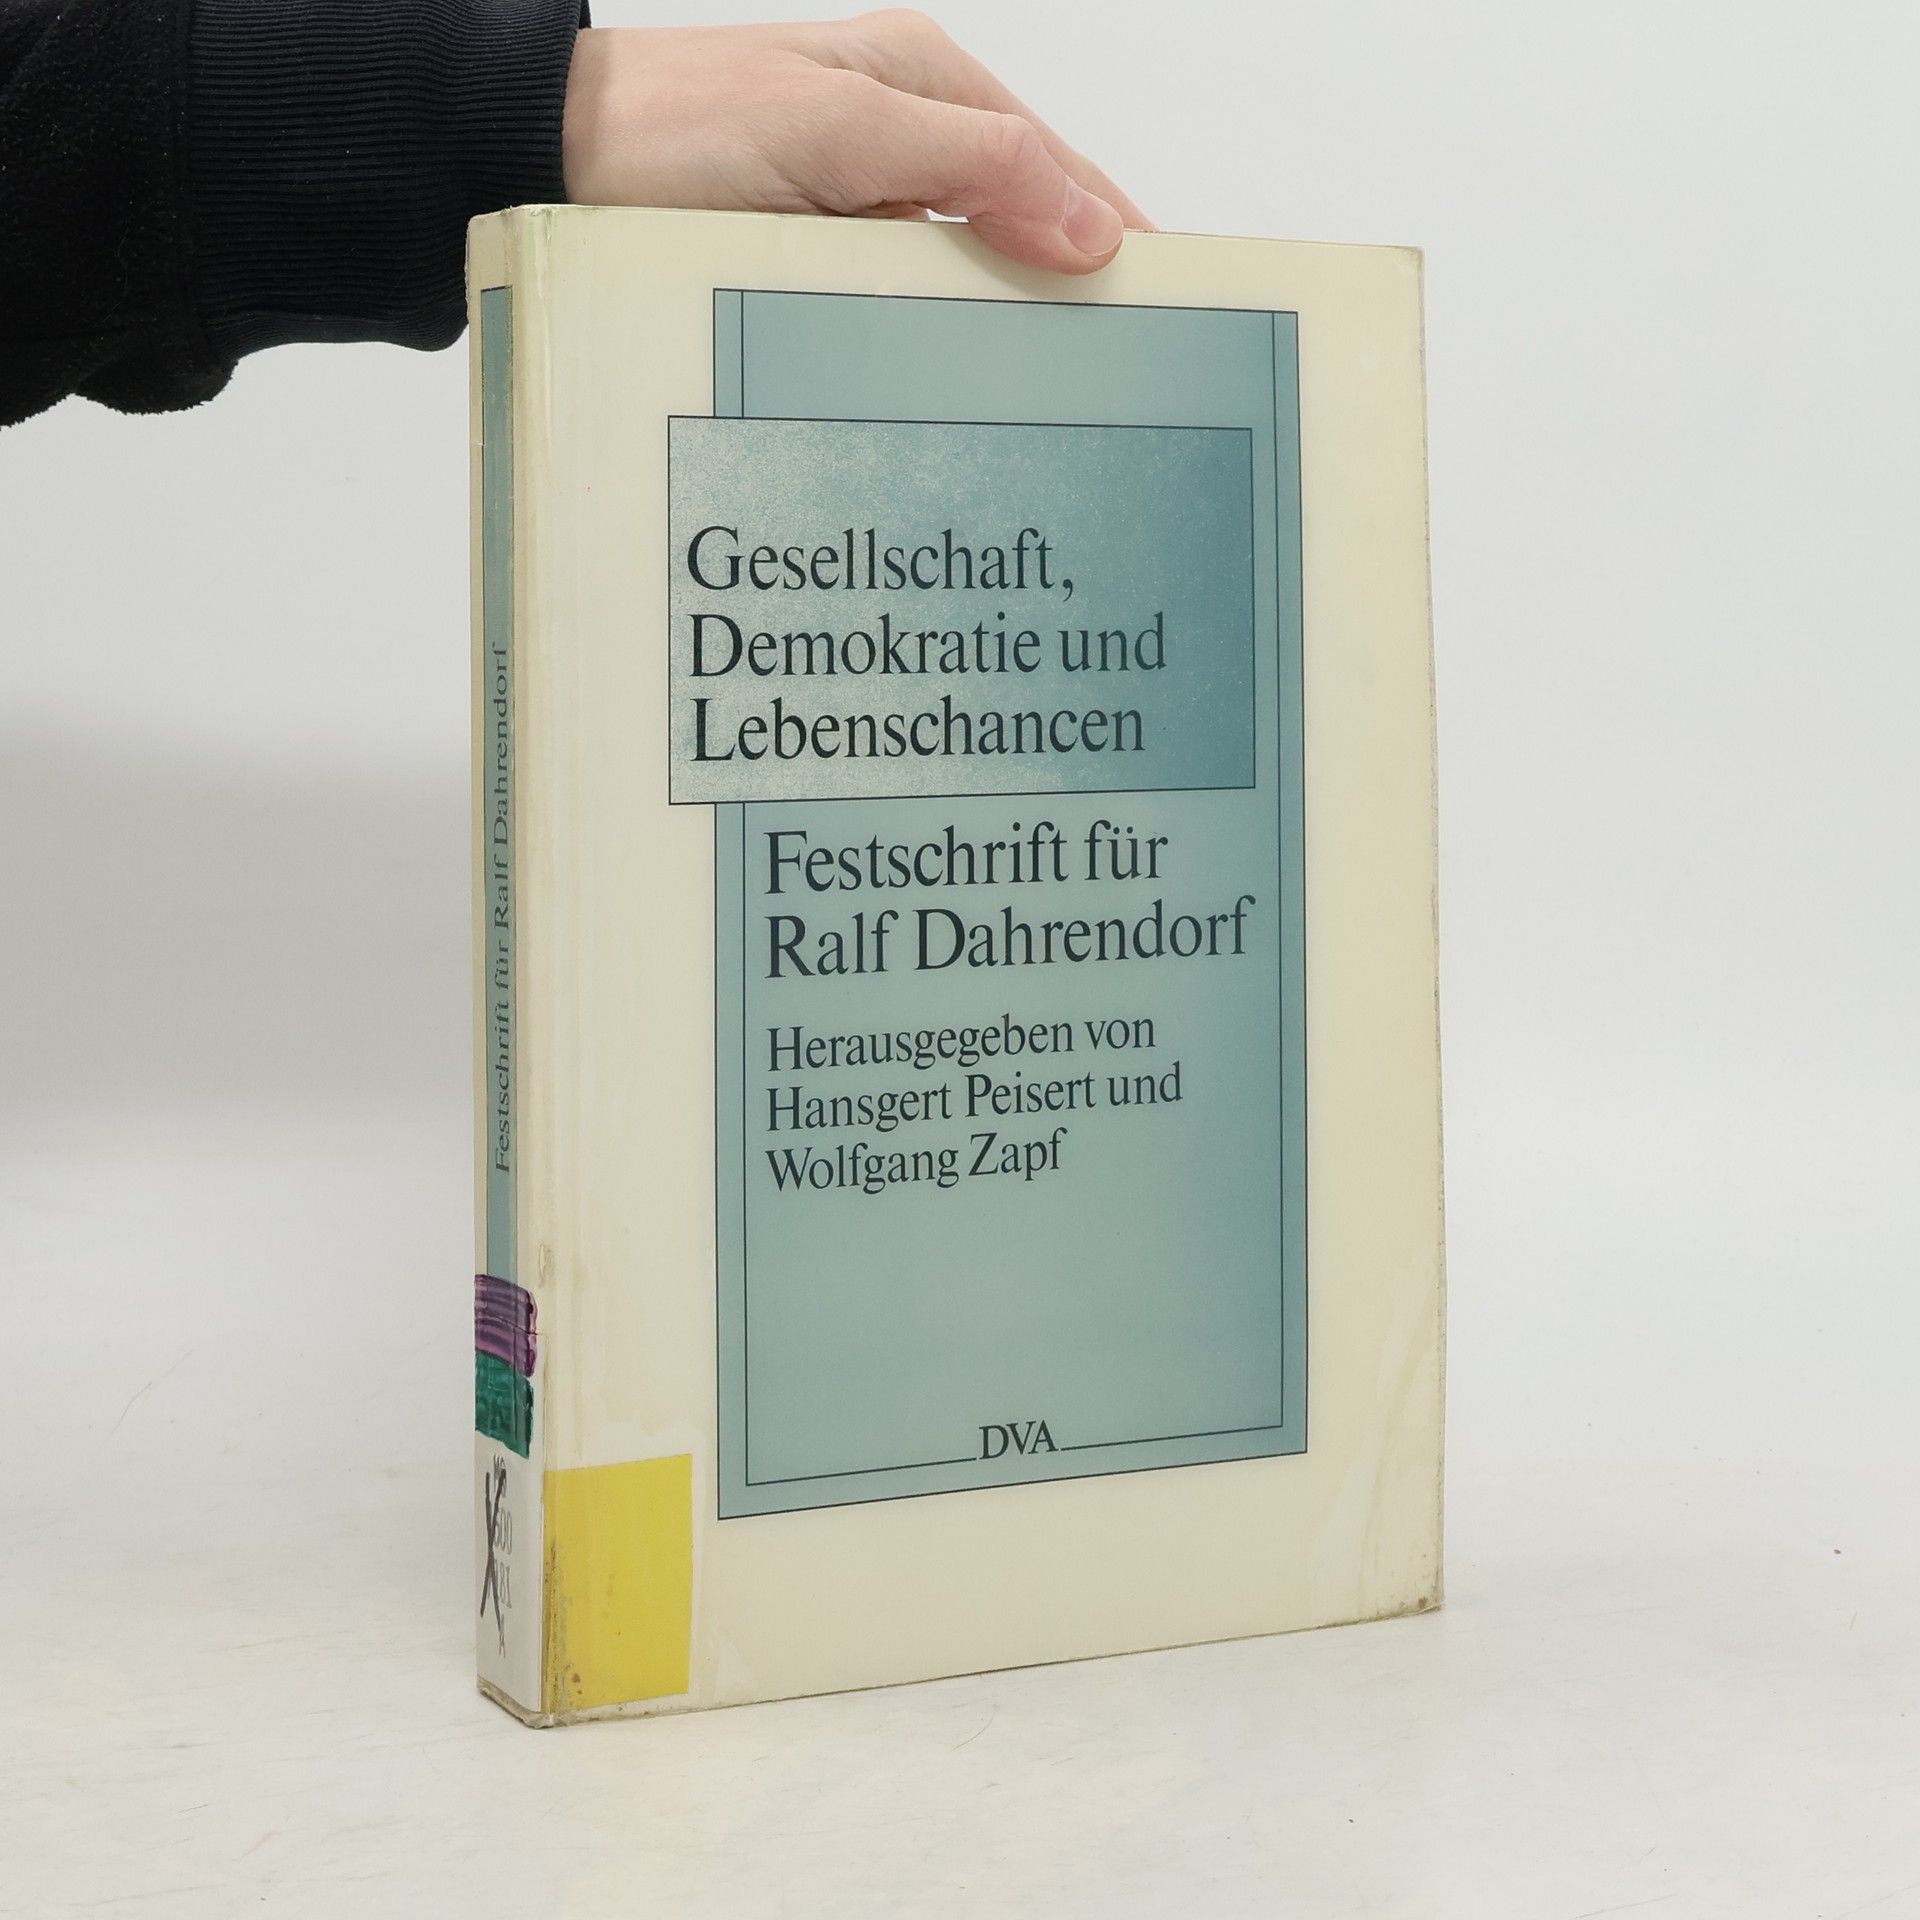 Gesellschaft,
Demokratie und
Lebenschancen
Festschrift für
Ralf Dahrendorf
Herausgegeben von
Hansgert Peisert und
Wolfgang Zapf
DVA
Festschrift für Ralf Dahrendorf